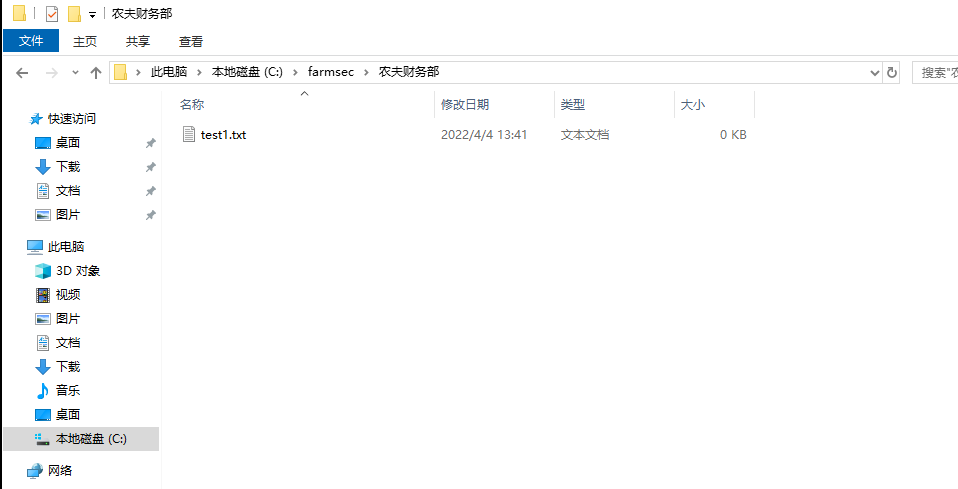 农夫财务部
文件 主页 共享 查看
此电脑 本地磁盘 (C:) farmsec 农夫财务部 搜索"农
名称 修改日期 类型 大小
test1.txt 2022/4/4 13:41 文本文档 0 KB
快速访问
桌面
下载
文档
图片
此电脑
3D 对象
视频
图片
文档
下载
音乐
桌面
本地磁盘 (C:)
网络